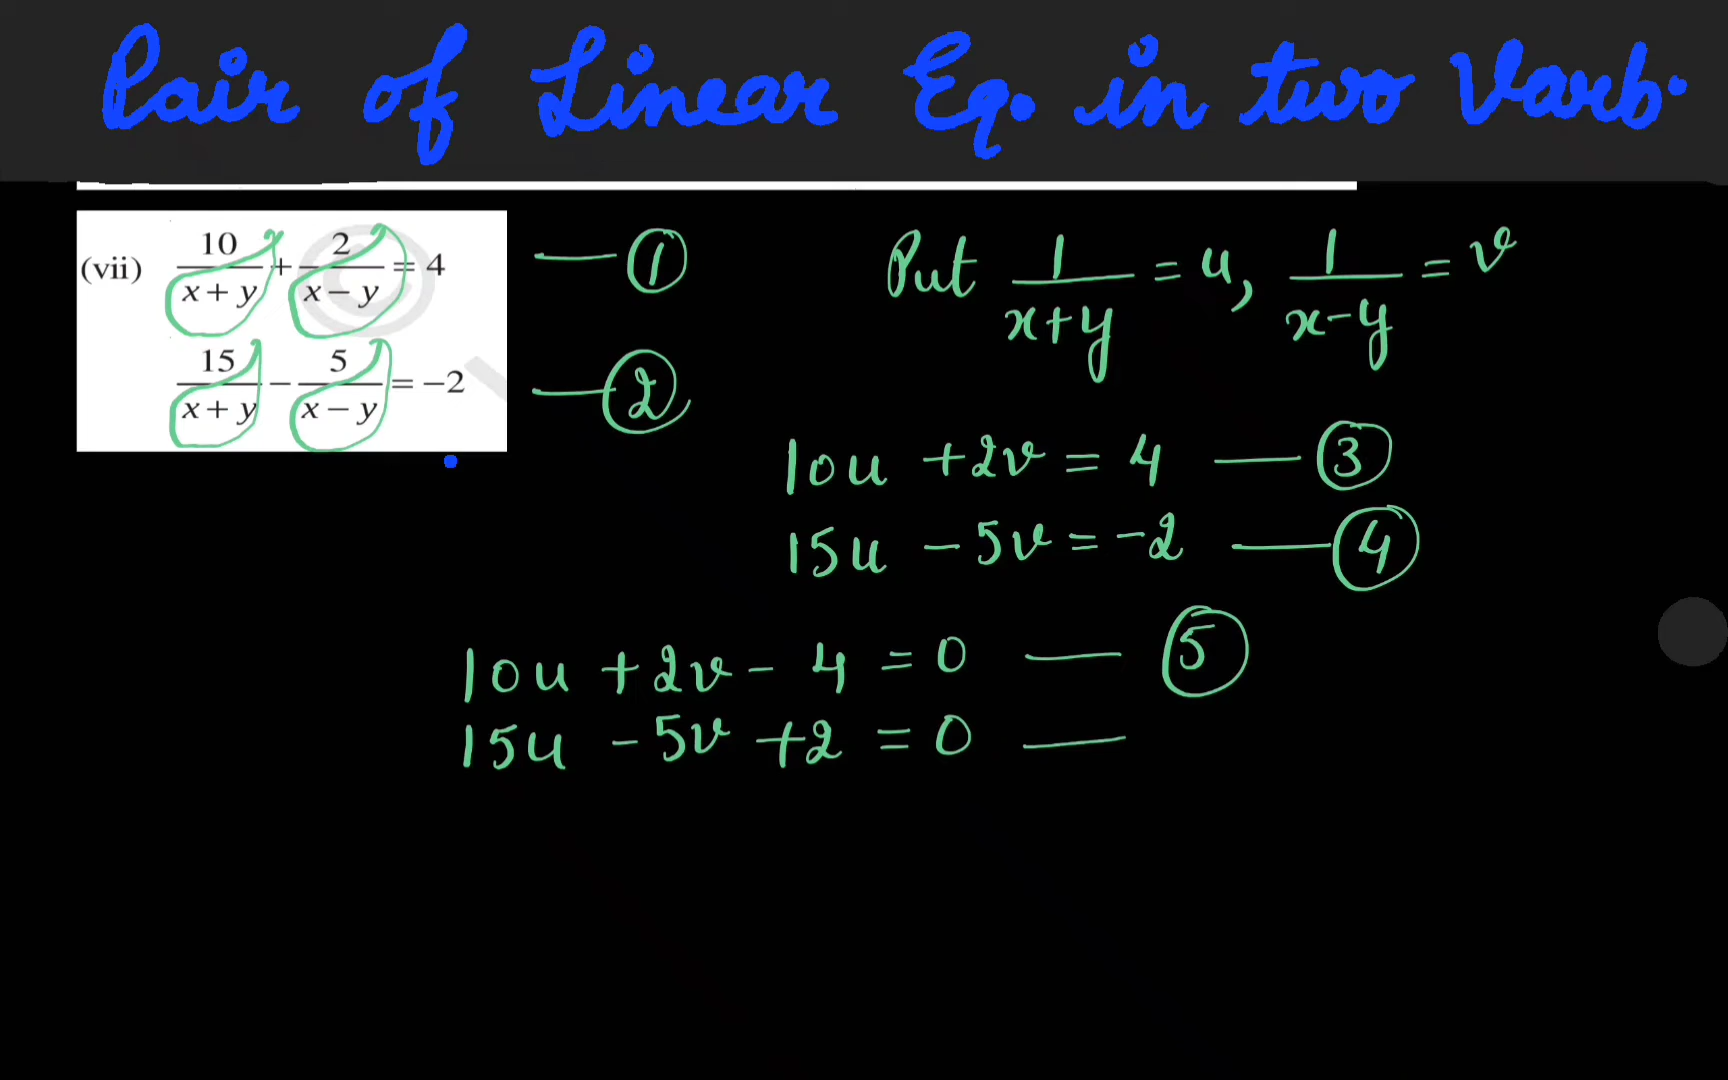 Pair of Linear Eq. in two Varb.
(vii) 10/(x + y) + 2/(x − y) = 4 — ①
15/(x + y) − 5/(x − y) = −2 — ②
Put 1/(x+y) = u, 1/(x-y) = v
10u + 2v = 4 — ③
15u - 5v = -2 — ④
10u + 2v - 4 = 0 — ⑤
15u - 5v + 2 = 0 —